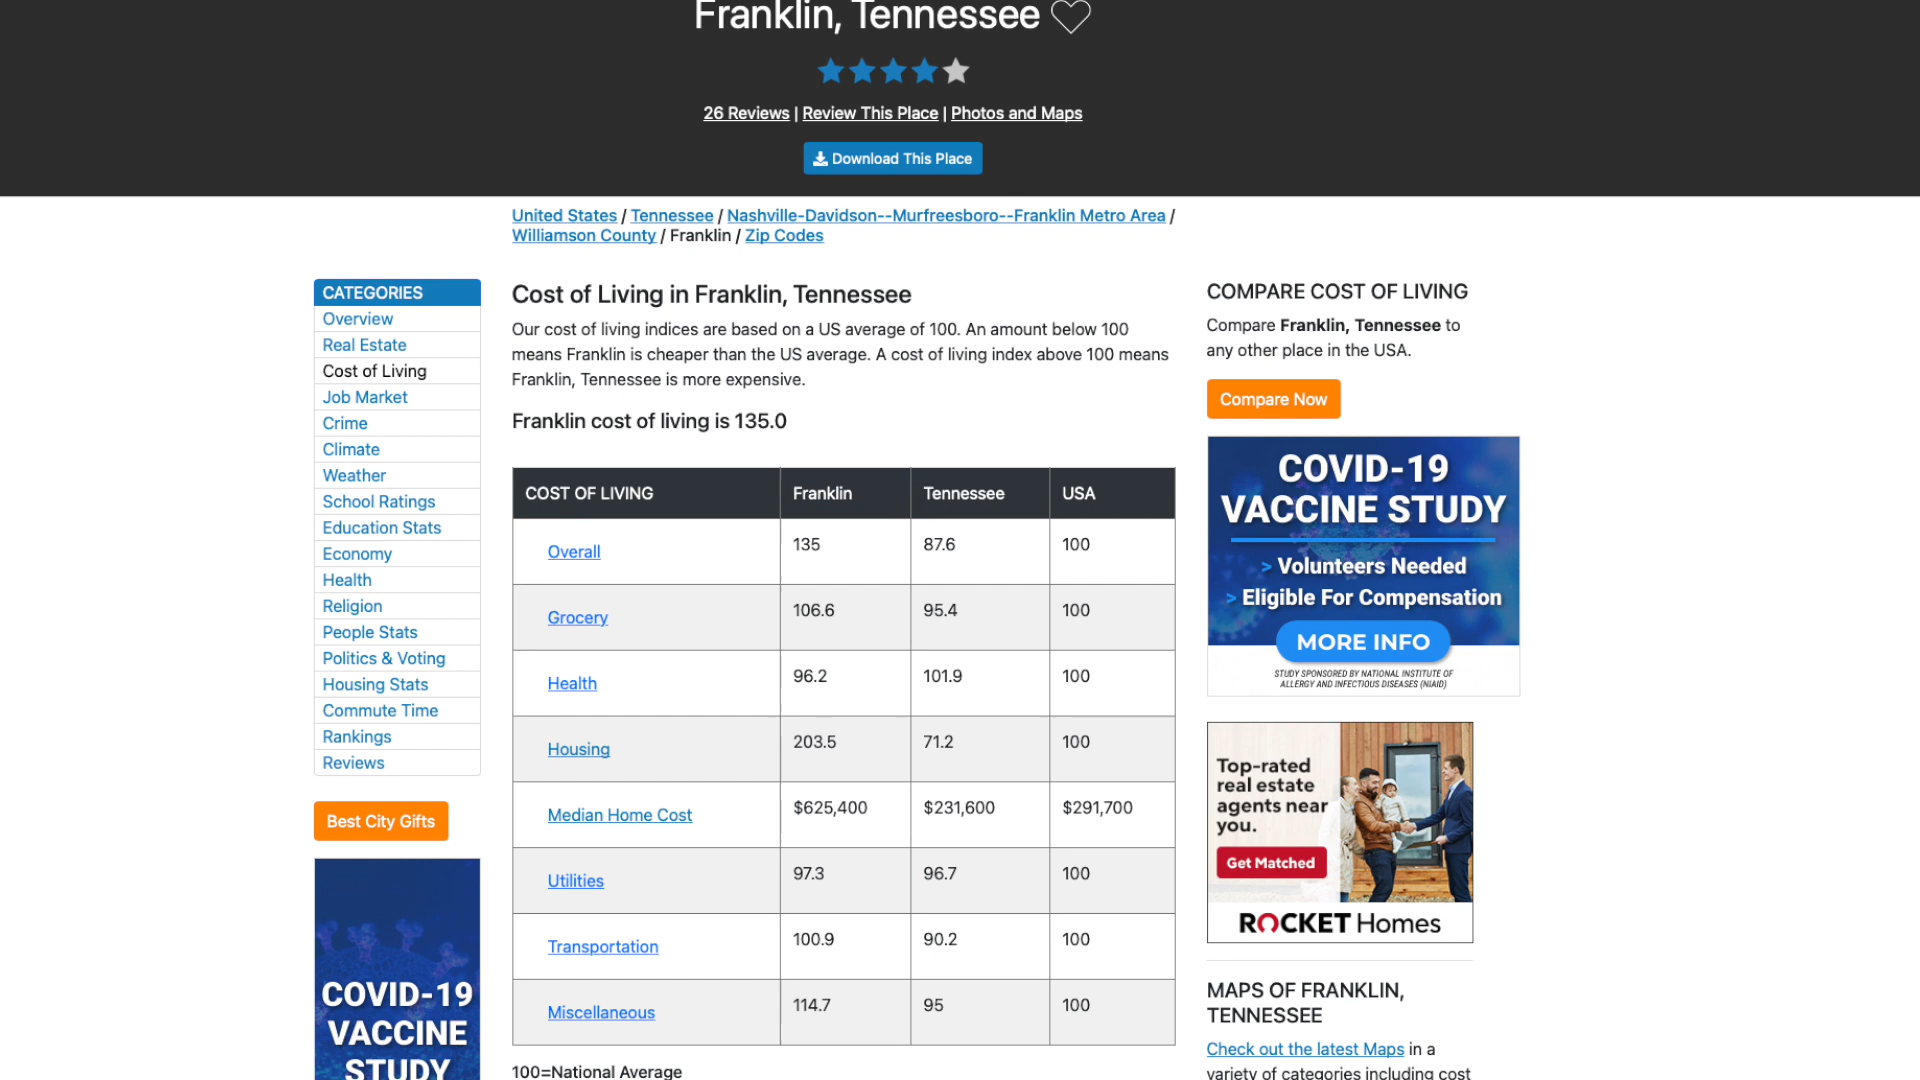 Franklin, Tennessee
26 Reviews | Review This Place | Photos and Maps
Download This Place
United States / Tennessee / Nashville-Davidson--Murfreesboro--Franklin Metro Area /
Williamson County / Franklin / Zip Codes
CATEGORIES
Overview
Real Estate
Cost of Living
Job Market
Crime
Climate
Weather
School Ratings
Education Stats
Economy
Health
Religion
People Stats
Politics & Voting
Housing Stats
Commute Time
Rankings
Reviews
Best City Gifts
COVID-19
VACCINE
STUDY
Cost of Living in Franklin, Tennessee
Our cost of living indices are based on a US average of 100. An amount below 100
means Franklin is cheaper than the US average. A cost of living index above 100 means
Franklin, Tennessee is more expensive.
Franklin cost of living is 135.0
COST OF LIVING Franklin Tennessee USA
Overall 135 87.6 100
Grocery 106.6 95.4 100
Health 96.2 101.9 100
Housing 203.5 71.2 100
Median Home Cost $625,400 $231,600 $291,700
Utilities 97.3 96.7 100
Transportation 100.9 90.2 100
Miscellaneous 114.7 95 100
100=National Average
COMPARE COST OF LIVING
Compare Franklin, Tennessee to
any other place in the USA.
Compare Now
COVID-19
VACCINE STUDY
> Volunteers Needed
> Eligible For Compensation
MORE INFO
STUDY SPONSORED BY NATIONAL INSTITUTE OF
ALLERGY AND INFECTIOUS DISEASES (NIAID)
Top-rated
real estate
agents near
you.
Get Matched
ROCKET Homes
MAPS OF FRANKLIN,
TENNESSEE
Check out the latest Maps in a
variety of categories including cost